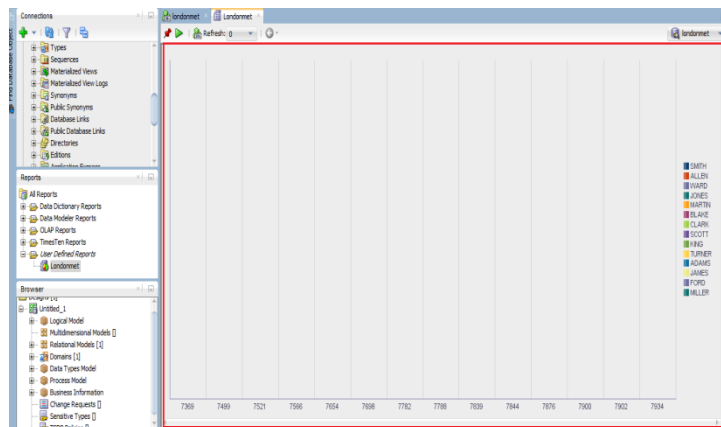 Connections
Types
Sequences
Materialized Views
Materialized View Logs
Synonyms
Public Synonyms
Database Links
Public Database Links
Directories
Editions
Reports
All Reports
Data Dictionary Reports
Data Modeler Reports
OLAP Reports
TimesTen Reports
User Defined Reports
Londonmet
Browser
Untitled_1
Logical Model
Multidimensional Models []
Relational Models [1]
Domains [1]
Data Types Model
Process Model
Business Information
Change Requests []
Sensitive Types []
Find Database Object
londonmet
Londonmet
Refresh: 0
londonmet
SMITH
ALLEN
WARD
JONES
MARTIN
BLAKE
CLARK
SCOTT
KING
TURNER
ADAMS
JAMES
FORD
MILLER
7369 7499 7521 7566 7654 7698 7782 7788 7839 7844 7876 7900 7902 7934